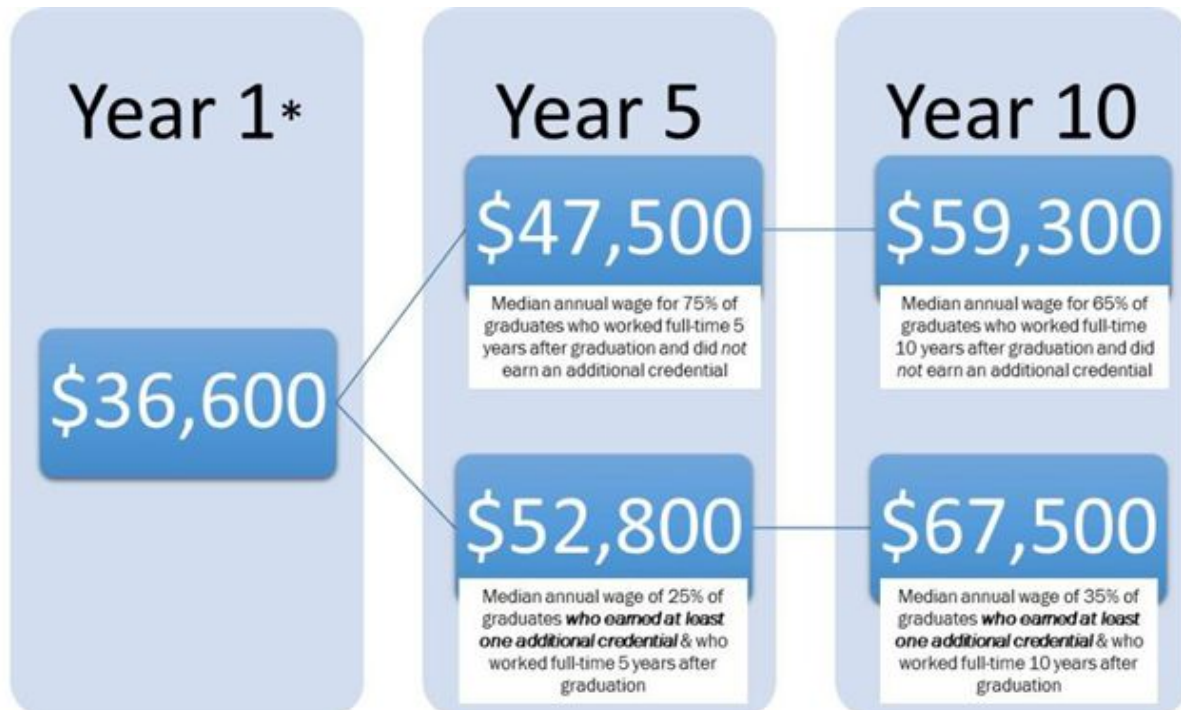 Year 1*
$36,600
Year 5
$47,500
Median annual wage for 75% of
graduates who worked full-time 5
years after graduation and did not
earn an additional credential
$52,800
Median annual wage of 25% of
graduates who earned at least
one additional credential & who
worked full-time 5 years after
graduation
Year 10
$59,300
Median annual wage for 65% of
graduates who worked full-time
10 years after graduation and did
not earn an additional credential
$67,500
Median annual wage of 35% of
graduates who earned at least
one additional credential & who
worked full-time 10 years after
graduation